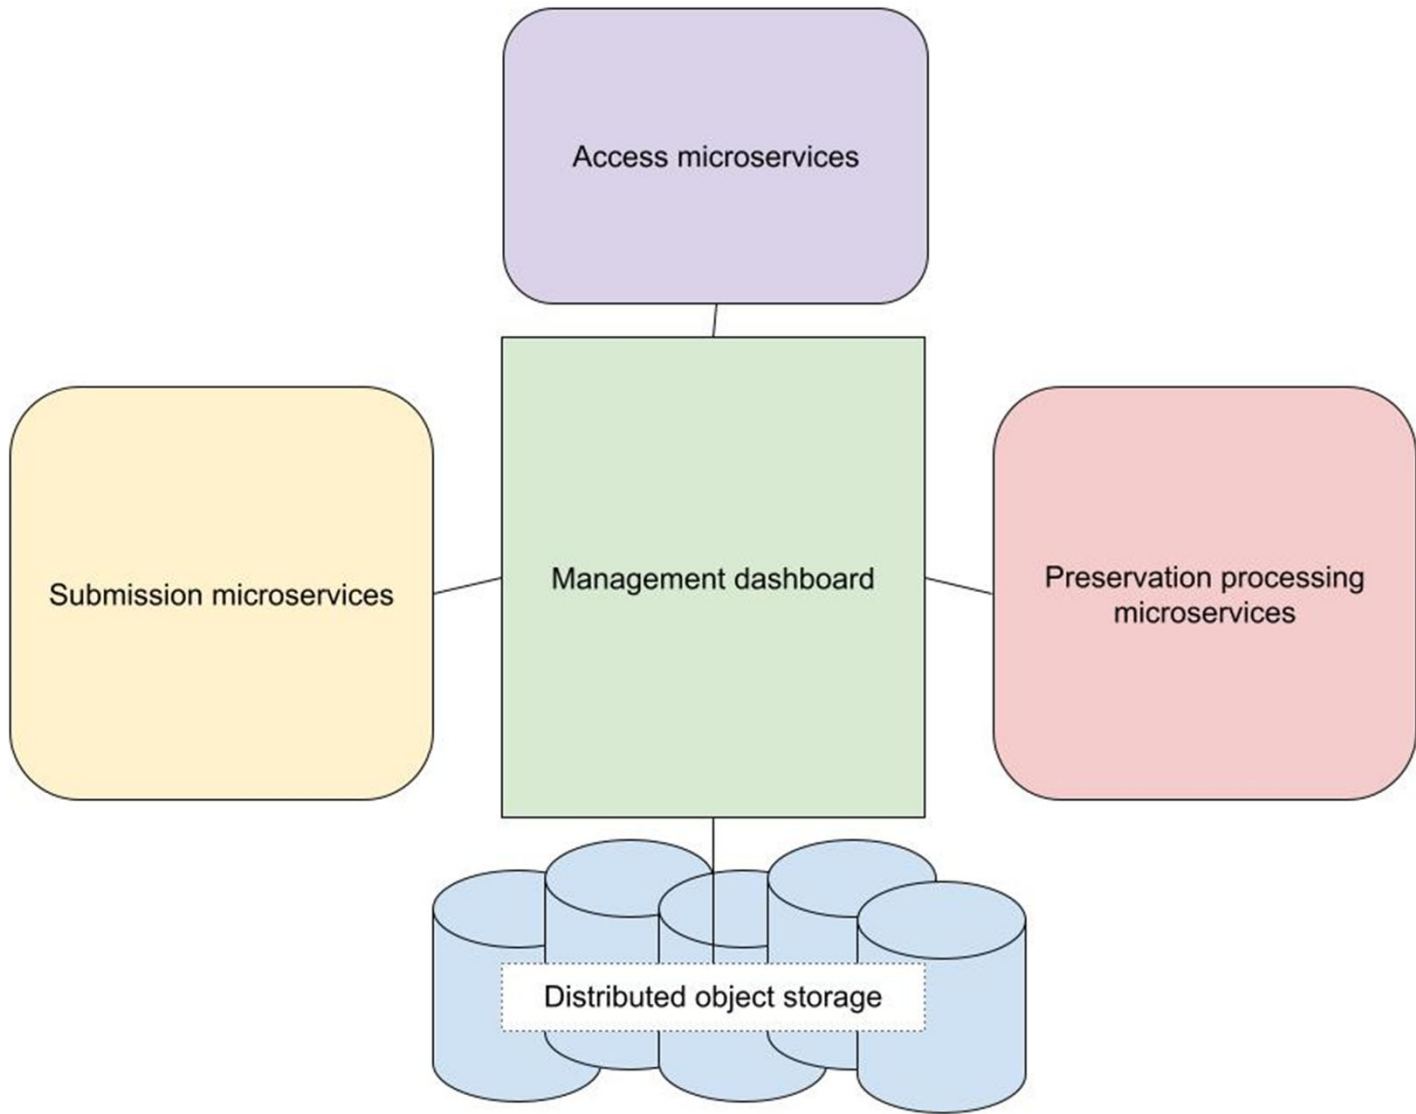 Access microservices
Submission microservices
Management dashboard
Preservation processing
microservices
Distributed object storage